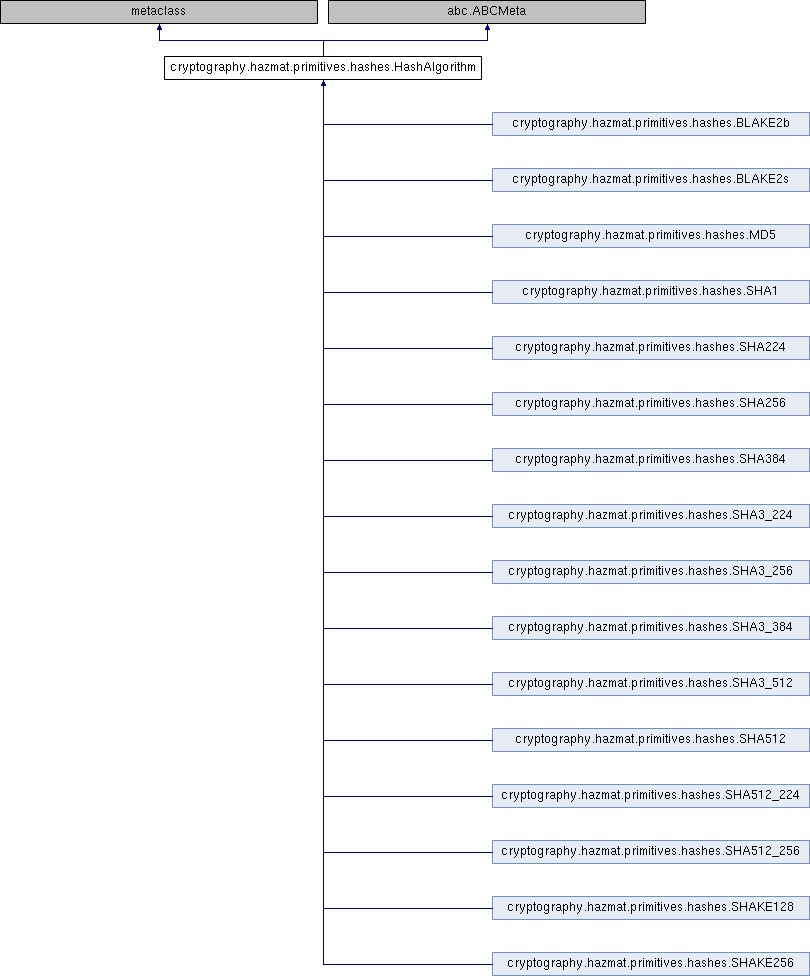 metaclass
abc.ABCMeta
cryptography.hazmat.primitives.hashes.HashAlgorithm
cryptography.hazmat.primitives.hashes.BLAKE2b
cryptography.hazmat.primitives.hashes.BLAKE2s
cryptography.hazmat.primitives.hashes.MD5
cryptography.hazmat.primitives.hashes.SHA1
cryptography.hazmat.primitives.hashes.SHA224
cryptography.hazmat.primitives.hashes.SHA256
cryptography.hazmat.primitives.hashes.SHA384
cryptography.hazmat.primitives.hashes.SHA3_224
cryptography.hazmat.primitives.hashes.SHA3_256
cryptography.hazmat.primitives.hashes.SHA3_384
cryptography.hazmat.primitives.hashes.SHA3_512
cryptography.hazmat.primitives.hashes.SHA512
cryptography.hazmat.primitives.hashes.SHA512_224
cryptography.hazmat.primitives.hashes.SHA512_256
cryptography.hazmat.primitives.hashes.SHAKE128
cryptography.hazmat.primitives.hashes.SHAKE256